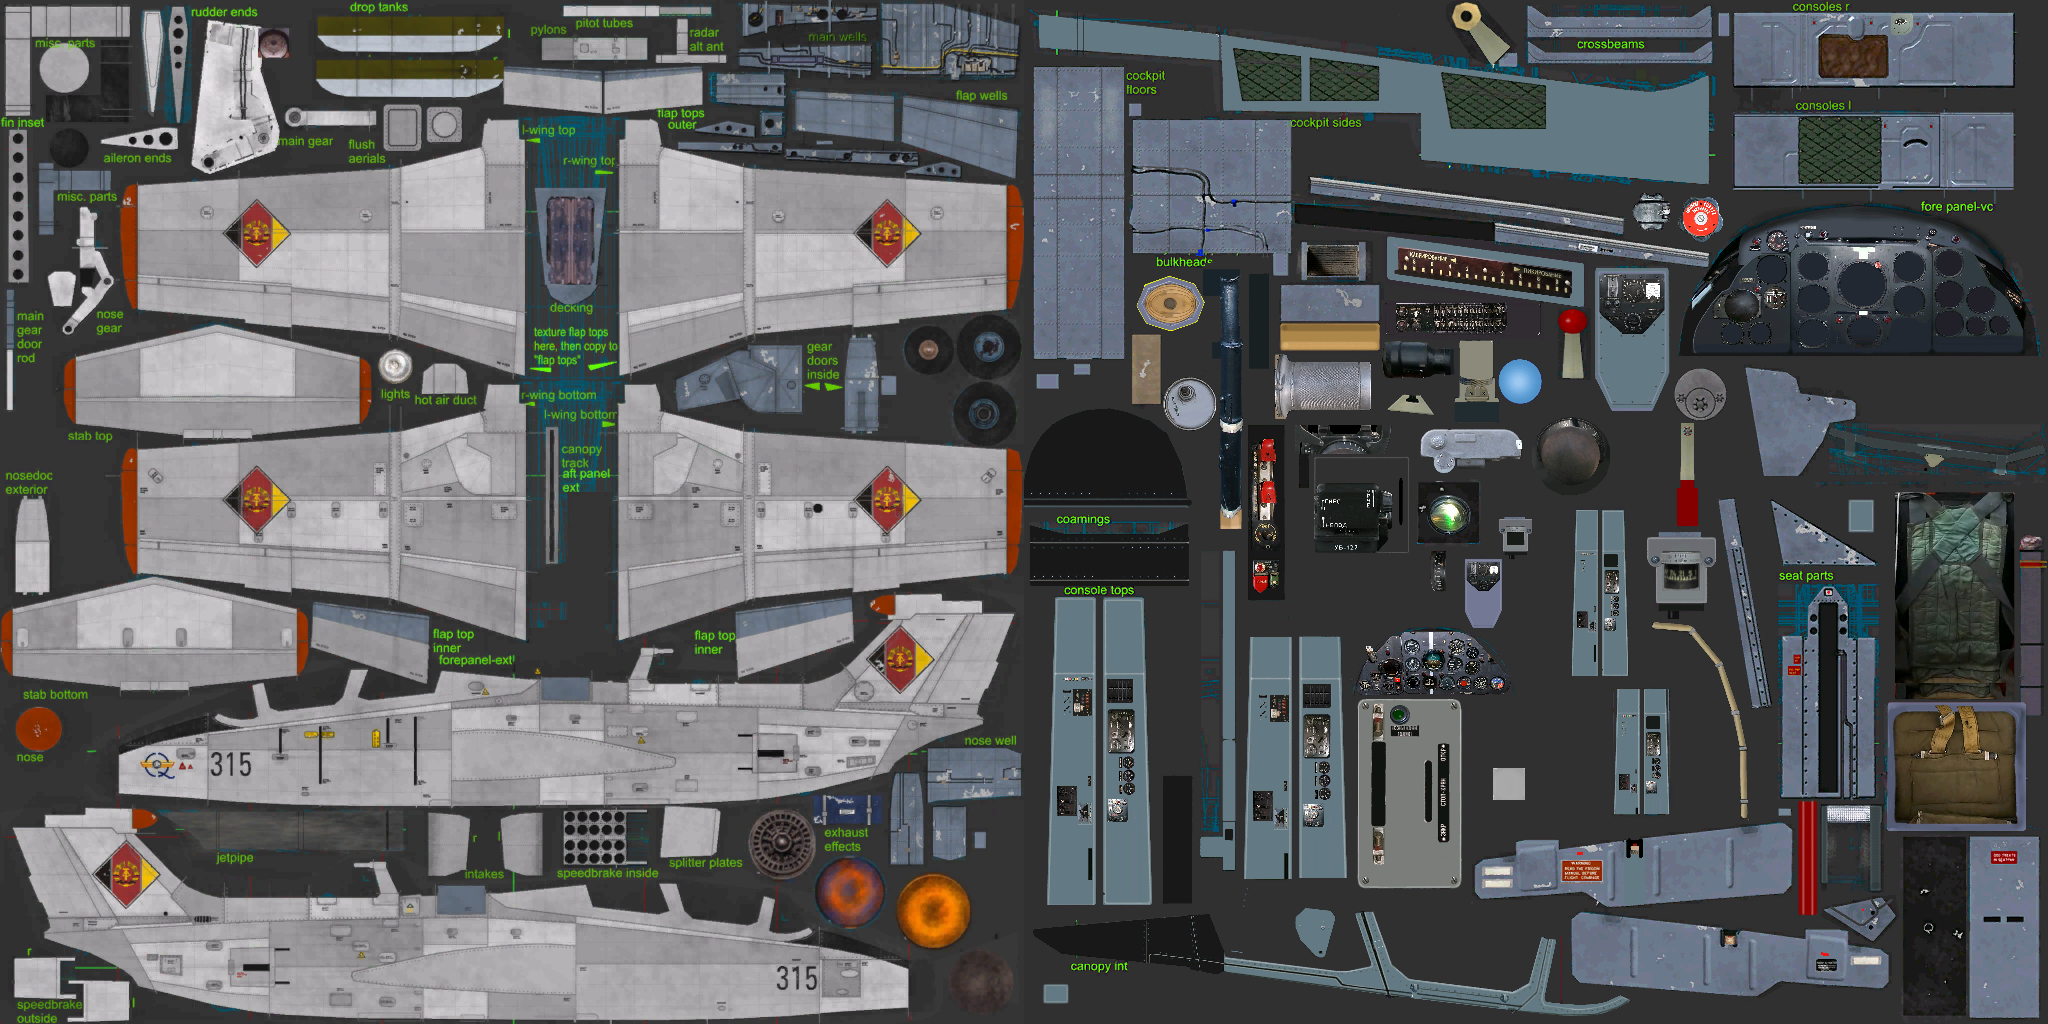 rudder ends
drop tanks
misc. parts
pylons
pitot tubes
radar
alt ant
main wells
flap wells
fin inset
aileron ends
main gear
flush
aerials
flap tops
outer
l-wing top
r-wing top
misc. parts
decking
main
gear
door
rod
nose
gear
texture flap tops
here, then copy to
"flap tops"
gear
doors
inside
lights
hot air duct
r-wing bottom
l-wing bottom
stab top
canopy
track
aft panel
ext
nosedoc
exterior
flap top
inner
forepanel-ext
flap top
inner
stab bottom
nose
315
nose well
jetpipe
r
l
intakes
speedbrake inside
splitter plates
exhaust
effects
315
r
l
speedbrake
outside
consoles r
crossbeams
cockpit
floors
cockpit sides
consoles l
fore panel-vc
bulkheads
ПИКИРОВАНИЕ
coamings
console tops
УБ-127
seat parts
canopy int